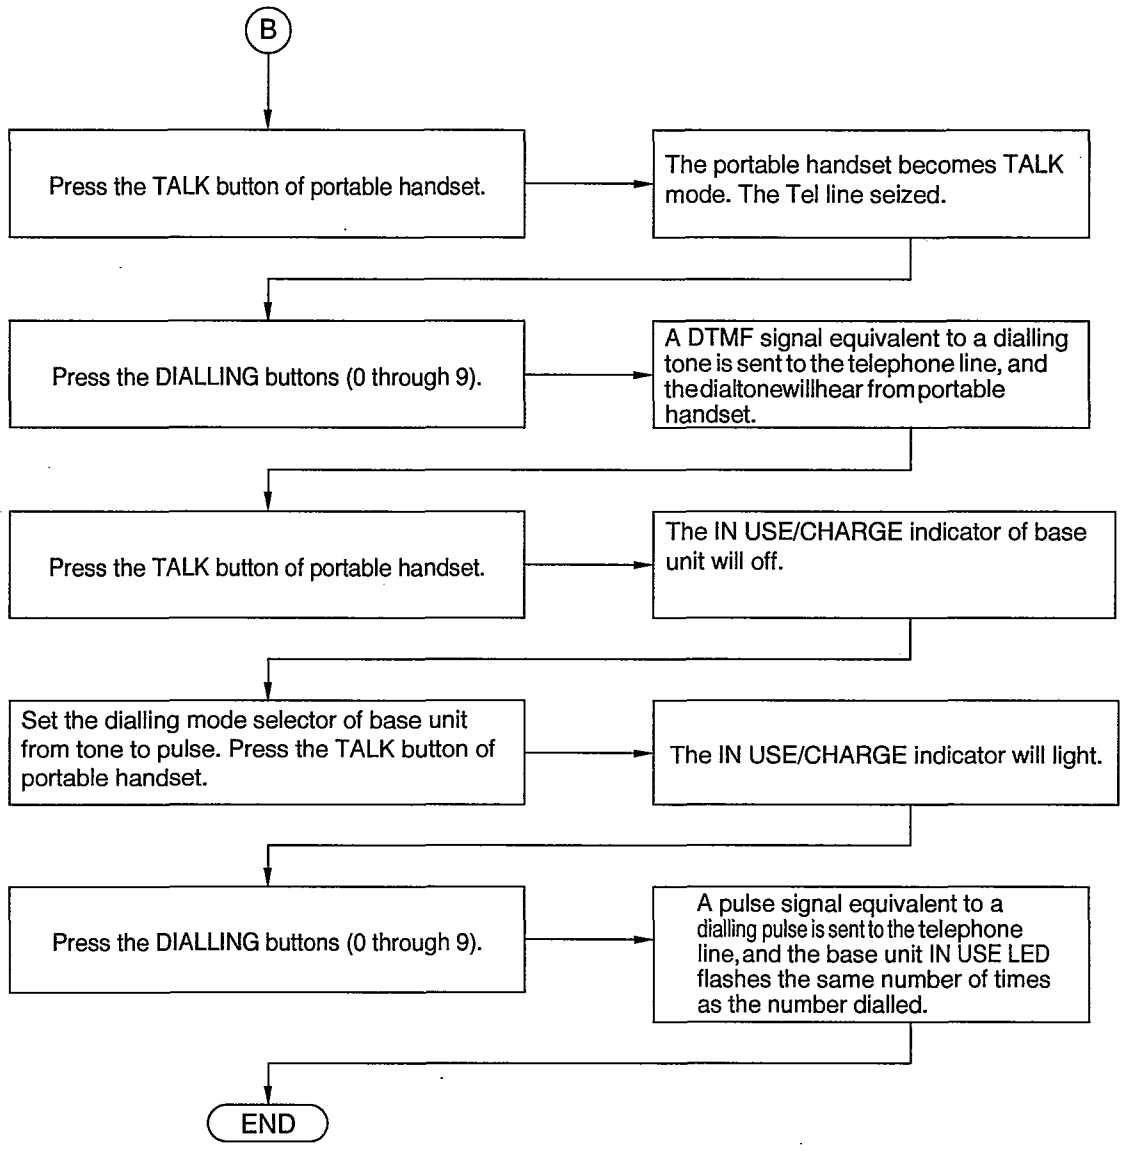 B
Press the TALK button of portable handset.
The portable handset becomes TALK
mode. The Tel line seized.
Press the DIALLING buttons (0 through 9).
A DTMF signal equivalent to a dialling
tone is sent to the telephone line, and
the dialtone will hear from portable
handset.
Press the TALK button of portable handset.
The IN USE/CHARGE indicator of base
unit will off.
Set the dialling mode selector of base unit
from tone to pulse. Press the TALK button of
portable handset.
The IN USE/CHARGE indicator will light.
Press the DIALLING buttons (0 through 9).
A pulse signal equivalent to a
dialling pulse is sent to the telephone
line, and the base unit IN USE LED
flashes the same number of times
as the number dialled.
END